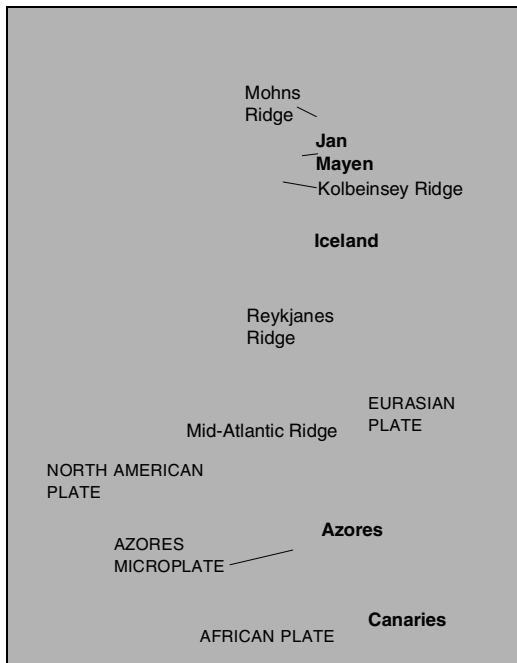 Mohns
Ridge
Jan
Mayen
Kolbeinsey Ridge
Iceland
Reykjanes
Ridge
EURASIAN
PLATE
Mid-Atlantic Ridge
NORTH AMERICAN
PLATE
Azores
AZORES
MICROPLATE
Canaries
AFRICAN PLATE